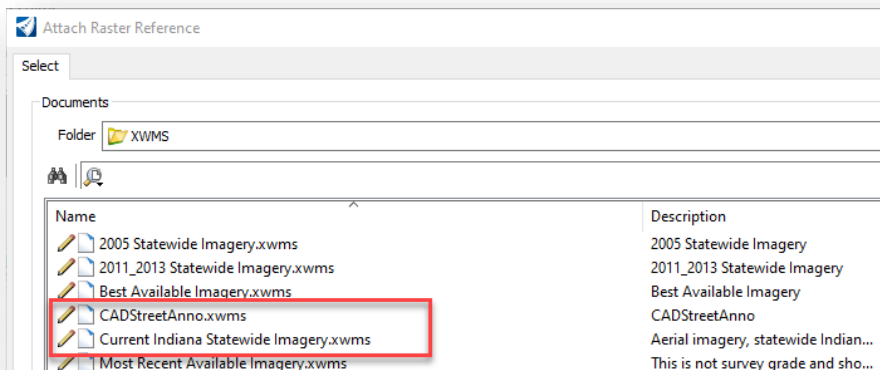 Attach Raster Reference
Select
Documents
Folder XWMS
Name Description
2005 Statewide Imagery.xwms 2005 Statewide Imagery
2011_2013 Statewide Imagery.xwms 2011_2013 Statewide Imagery
Best Available Imagery.xwms Best Available Imagery
CADStreetAnno.xwms CADStreetAnno
Current Indiana Statewide Imagery.xwms Aerial imagery, statewide Indian...
Most Recent Available Imagery.xwms This is not survey grade and sho...